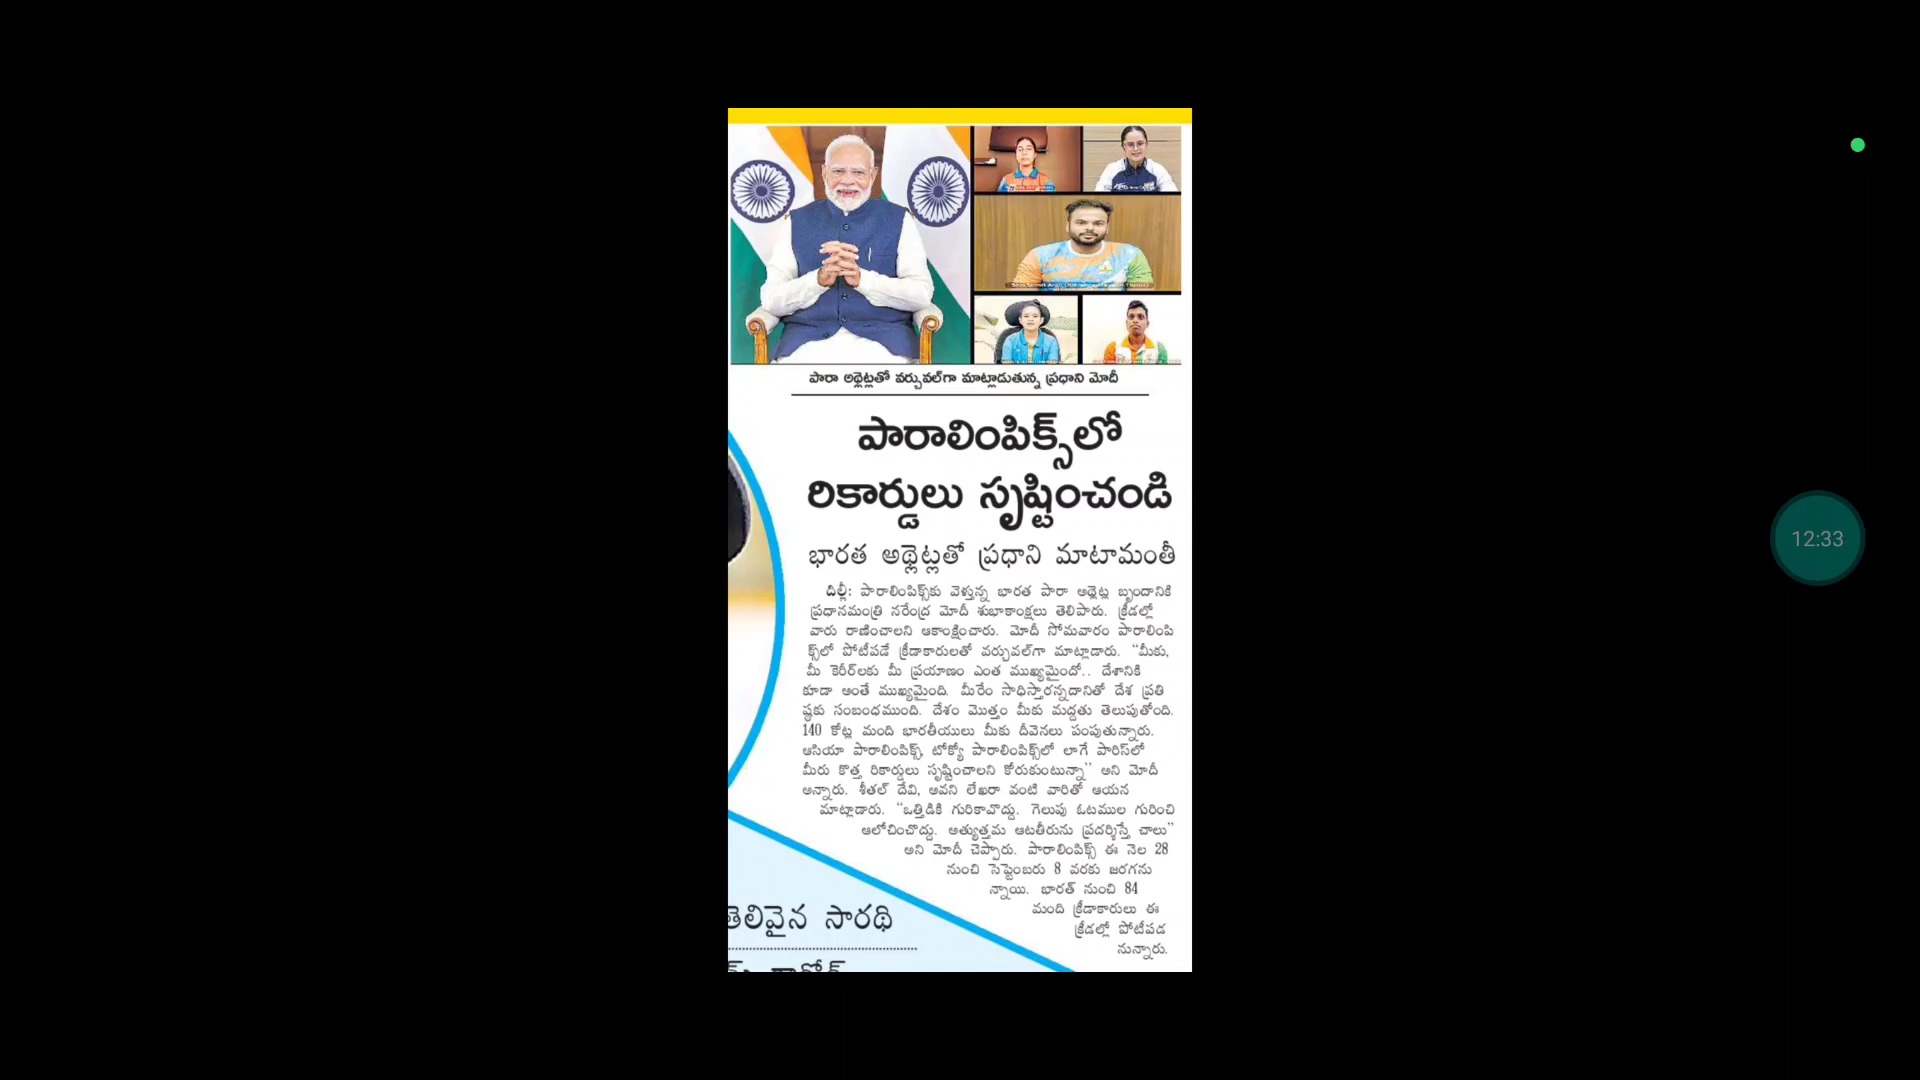 పారా అథ్లెట్లతో వర్చువల్‌గా మాట్లాడుతున్న ప్రధాని మోదీ
పారాలింపిక్స్‌లో
రికార్డులు సృష్టించండి
భారత అథ్లెట్లతో ప్రధాని మాటామంతీ
దిల్లీ: పారాలింపిక్స్‌కు వెళ్తున్న భారత పారా అథ్లెట్ల బృందానికి
ప్రధానమంత్రి నరేంద్ర మోదీ శుభాకాంక్షలు తెలిపారు. క్రీడల్లో
వారు రాణించాలని ఆకాంక్షించారు. మోదీ సోమవారం పారాలింపి
క్స్‌లో పోటీపడే క్రీడాకారులతో వర్చువల్‌గా మాట్లాడారు. “మీకు,
మీ కెరీర్‌లకు మీ ప్రయాణం ఎంత ముఖ్యమైందో.. దేశానికి
కూడా అంతే ముఖ్యమైంది. మీరేం సాధిస్తారన్నదానితో దేశ ప్రతి
ష్ఠకు సంబంధముంది. దేశం మొత్తం మీకు మద్దతు తెలుపుతోంది.
140 కోట్ల మంది భారతీయులు మీకు దీవెనలు పంపుతున్నారు.
ఆసియా పారాలింపిక్స్, టోక్యో పారాలింపిక్స్‌లో లాగే పారిస్‌లో
మీరు కొత్త రికార్డులు సృష్టించాలని కోరుకుంటున్నా” అని మోదీ
అన్నారు. శీతల్ దేవి, అవని లేఖరా వంటి వారితో ఆయన
మాట్లాడారు. “ఒత్తిడికి గురికావొద్దు. గెలుపు ఓటముల గురించి
ఆలోచించొద్దు. అత్యుత్తమ ఆటతీరును ప్రదర్శిస్తే చాలు”
అని మోదీ చెప్పారు. పారాలింపిక్స్ ఈ నెల 28
నుంచి సెప్టెంబరు 8 వరకు జరగను
న్నాయి. భారత్ నుంచి 84
మంది క్రీడాకారులు ఈ
క్రీడల్లో పోటీపడ
నున్నారు.
తెలివైన సారథి
12:33